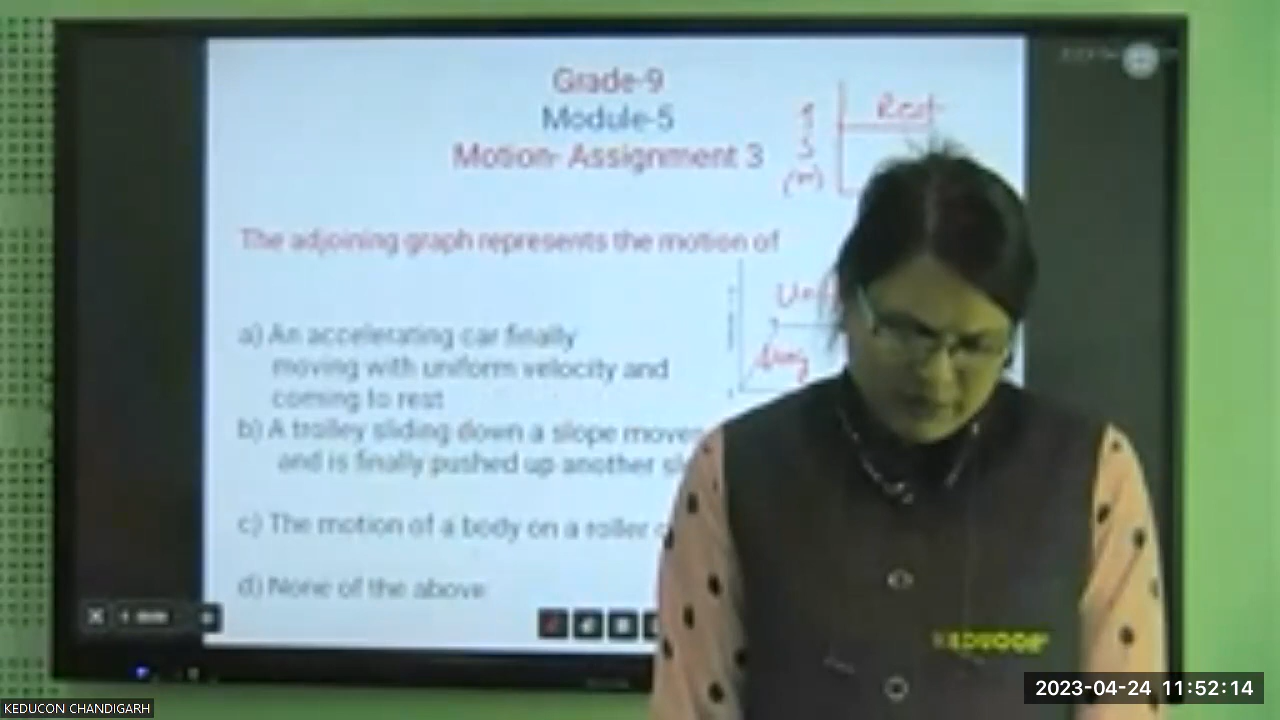 Grade-9
Module-5
Motion- Assignment 3
Rest
S
(m)
The adjoining graph represents the motion of
a) An accelerating car finally
moving with uniform velocity and
coming to rest
b) A trolley sliding down a slope moves
and is finally pushed up another
c) The motion of a body on a roller
d) None of the above
KEDUCON
2023-04-24 11:52:14
KEDUCON CHANDIGARH